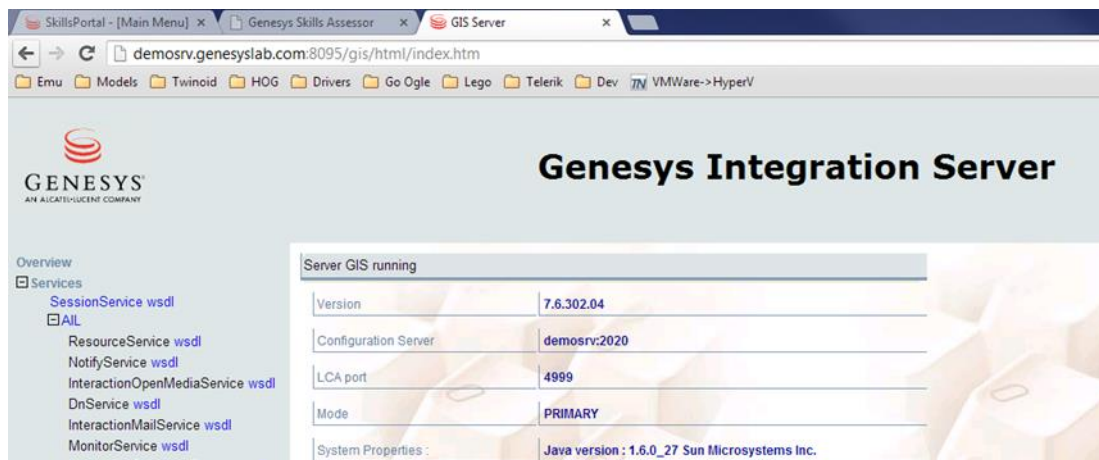 SkillsPortal - [Main Menu]
Genesys Skills Assessor
GIS Server
demosrv.genesyslab.com:8095/gis/html/index.htm
Emu Models Twinoid HOG Drivers Go Ogle Lego Telerik Dev TN VMWare->HyperV
GENESYS
AN ALCATEL-LUCENT COMPANY
Genesys Integration Server
Overview
Services
SessionService wsdl
AIL
ResourceService wsdl
NotifyService wsdl
InteractionOpenMediaService wsdl
DnService wsdl
InteractionMailService wsdl
MonitorService wsdl
Server GIS running
Version 7.6.302.04
Configuration Server demosrv:2020
LCA port 4999
Mode PRIMARY
System Properties : Java version : 1.6.0_27 Sun Microsystems Inc.